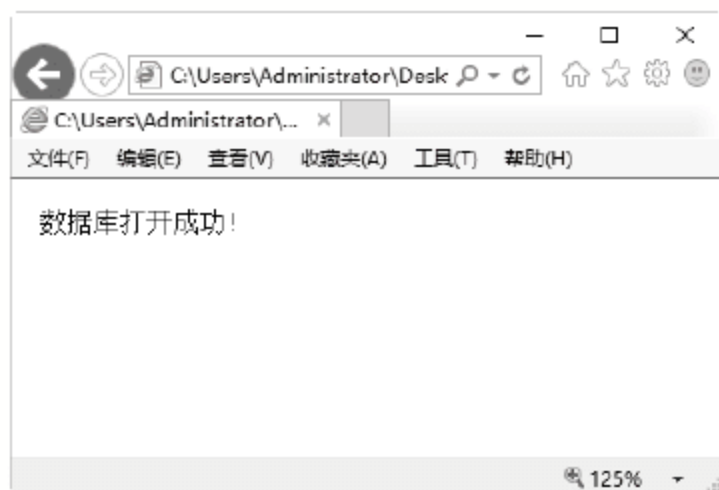 C:\Users\Administrator\Desk
C:\Users\Administrator\...
文件(F) 编辑(E) 查看(V) 收藏夹(A) 工具(T) 帮助(H)
数据库打开成功！
125%